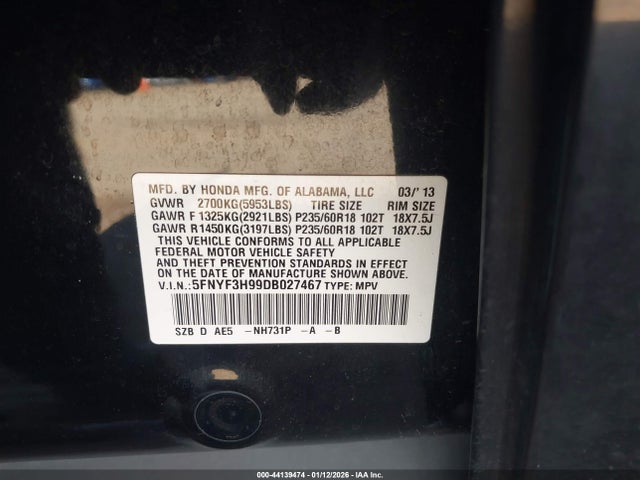 MFD. BY HONDA MFG. OF ALABAMA, LLC 03/' 13
GVWR 2700KG(5953LBS) TIRE SIZE RIM SIZE
GAWR F 1325KG(2921LBS) P235/60R18 102T 18X7.5J
GAWR R 1450KG(3197LBS) P235/60R18 102T 18X7.5J
THIS VEHICLE CONFORMS TO ALL APPLICABLE
FEDERAL MOTOR VEHICLE SAFETY
AND THEFT PREVENTION STANDARDS IN EFFECT
ON THE DATE OF MANUFACTURE SHOWN ABOVE.
V.I.N.: 5FNYF3H99DB027467 TYPE: MPV
SZB D AE5 -NH731P -A -B
000-44139474 - 01/12/2026 - IAA Inc.